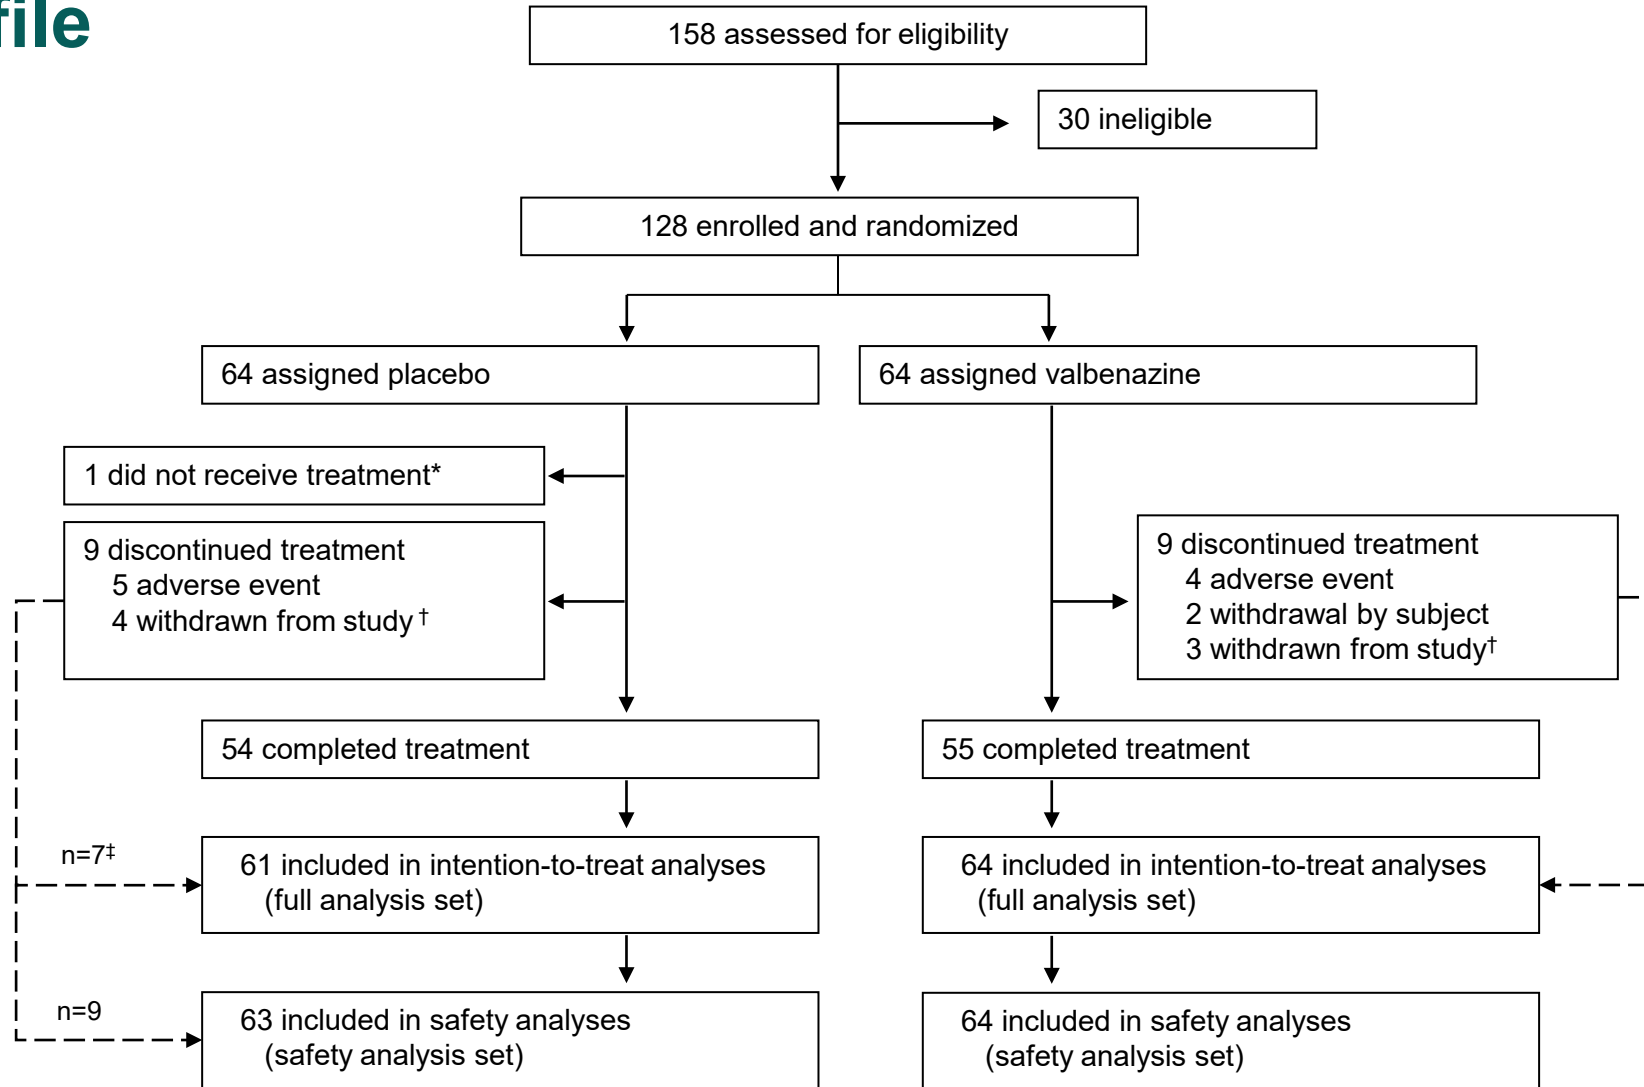 file
158 assessed for eligibility
30 ineligible
128 enrolled and randomized
64 assigned placebo
64 assigned valbenazine
1 did not receive treatment*
9 discontinued treatment
5 adverse event
4 withdrawn from study †
9 discontinued treatment
4 adverse event
2 withdrawal by subject
3 withdrawn from study†
54 completed treatment
55 completed treatment
n=7‡
61 included in intention-to-treat analyses
(full analysis set)
64 included in intention-to-treat analyses
(full analysis set)
n=9
63 included in safety analyses
(safety analysis set)
64 included in safety analyses
(safety analysis set)